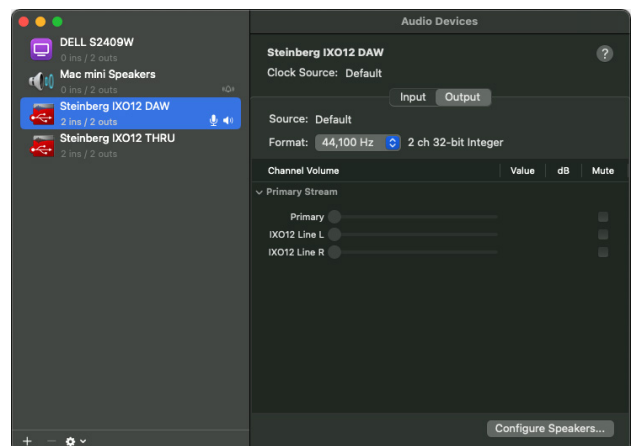 Audio Devices
DELL S2409W
0 ins / 2 outs
Mac mini Speakers
0 ins / 2 outs
Steinberg IXO12 DAW
2 ins / 2 outs
Steinberg IXO12 THRU
2 ins / 2 outs
Steinberg IXO12 DAW
?
Clock Source: Default
Input Output
Source: Default
Format: 44,100 Hz 2 ch 32-bit Integer
Channel Volume Value dB Mute
Primary Stream
Primary
IXO12 Line L
IXO12 Line R
Configure Speakers...